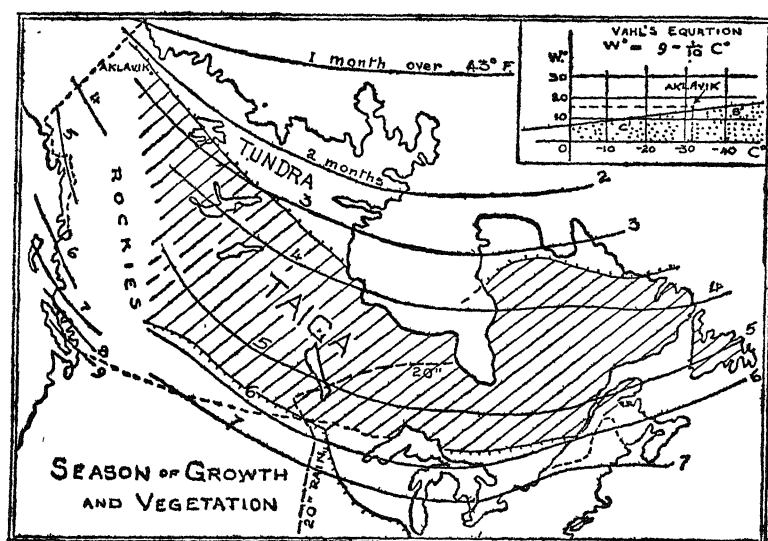 1 month over 43° F.
VAHL'S EQUATION
W° = 9 - 1/10 C°
W°
30
20
10
0
AKLAVIK
C
B
-10
-20
-30
-40
C°
AKLAVIK
TUNDRA
2 months
2
3
3
4
4
TAIGA
5
5
6
6
7
7
ROCKIES
4
5
6
7
8
9
20"
20" RAIN
SEASON OF GROWTH
AND VEGETATION